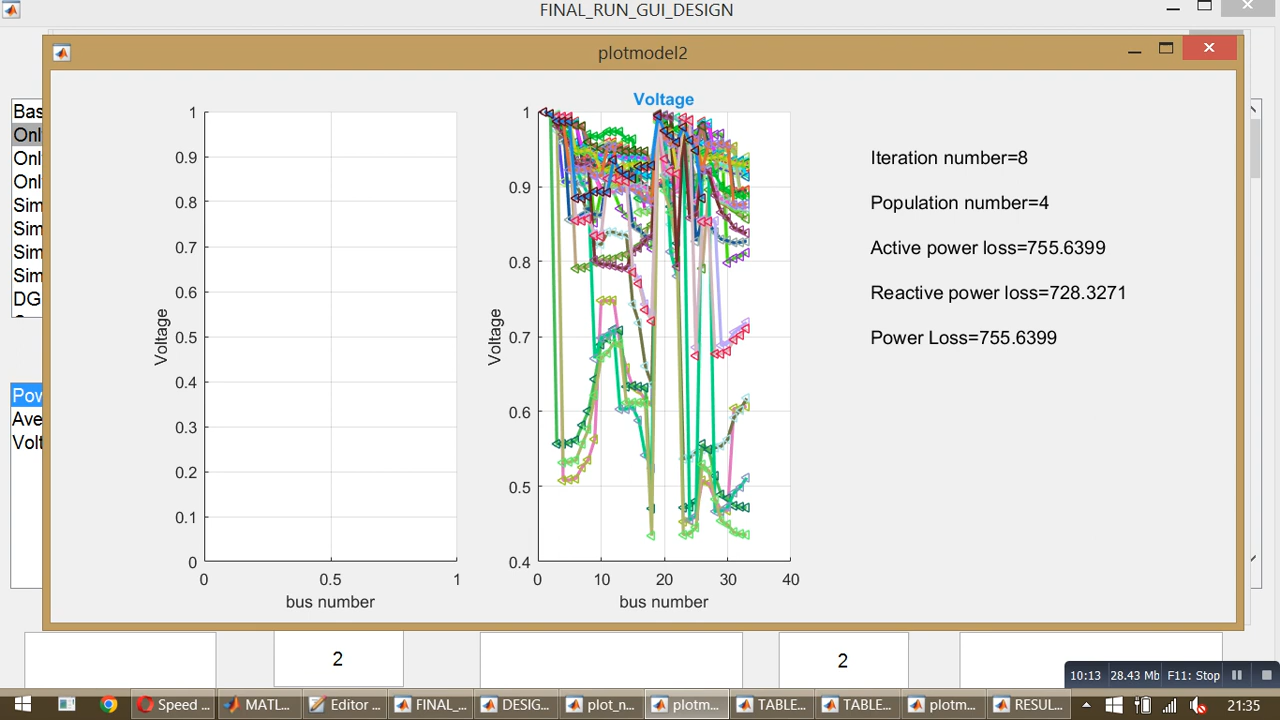 FINAL_RUN_GUI_DESIGN
plotmodel2
Bas
Onl
Onl
Onl
Sim
Sim
Sim
Sim
DG
Pow
Ave
Volt
1
0.9
0.8
0.7
0.6
0.5
0.4
0.3
0.2
0.1
0
Voltage
0 0.5 1
bus number
Voltage
1
0.9
0.8
0.7
0.6
0.5
0.4
Voltage
0 10 20 30 40
bus number
Iteration number=8
Population number=4
Active power loss=755.6399
Reactive power loss=728.3271
Power Loss=755.6399
2
2
10:13 28.43 Mb F11: Stop
Speed ... MATL... Editor ... FINAL_... DESIG... plot_n... plotm... TABLE... TABLE... plotm... RESUL... 21:35